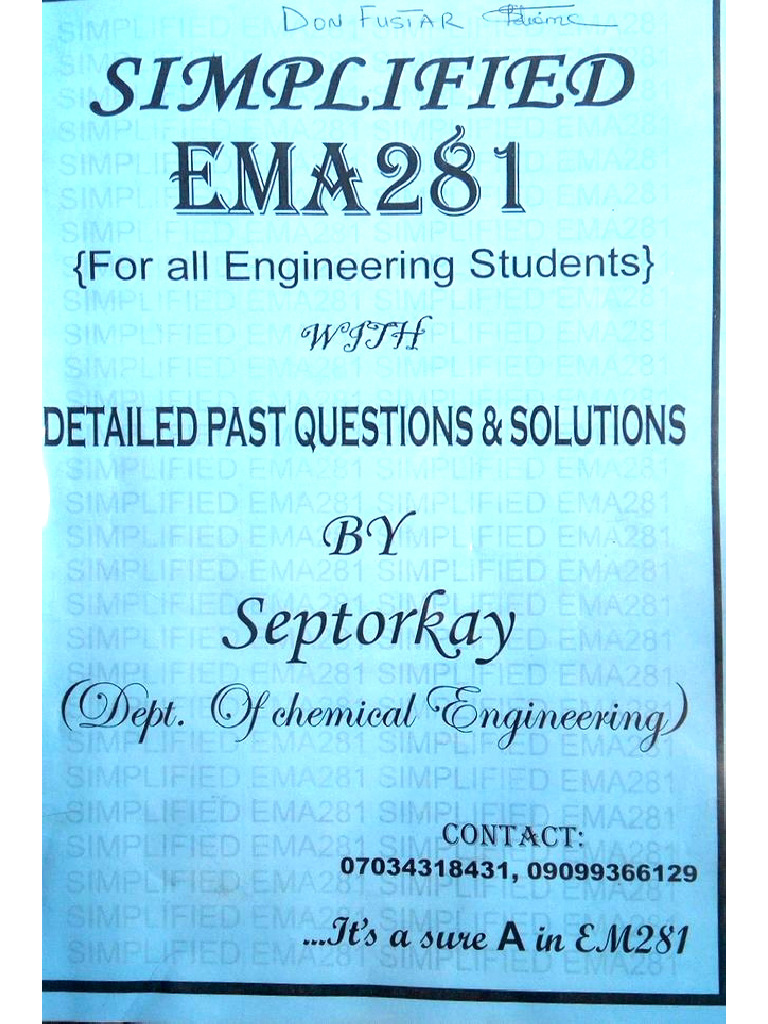 DON FUSTAR
SIMPLIFIED
EMA281
{For all Engineering Students}
WITH
DETAILED PAST QUESTIONS & SOLUTIONS
BY
Septorkay
(Dept. Of chemical Engineering)
CONTACT:
07034318431, 09099366129
...It's a sure A in EM281